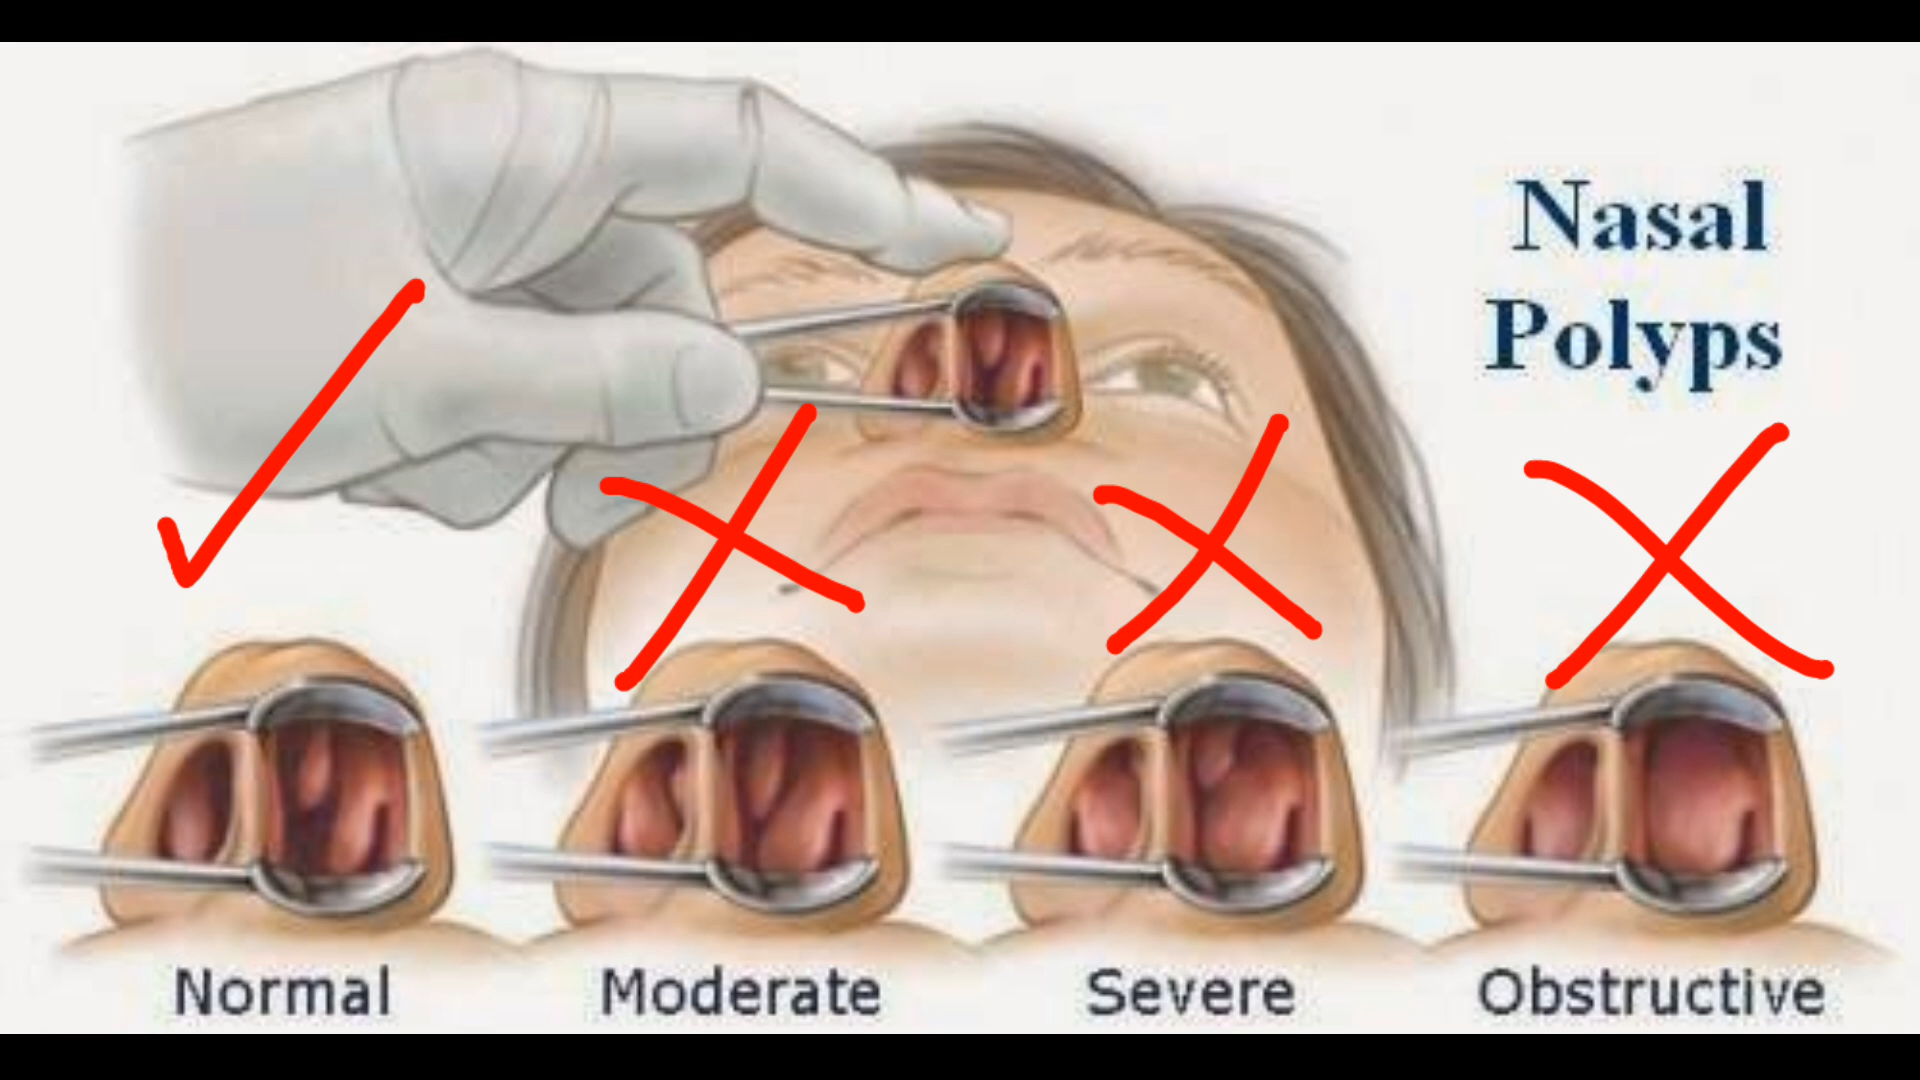 Nasal
Polyps
Normal
Moderate
Severe
Obstructive